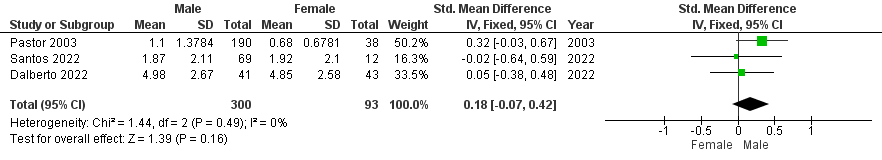 Male Female Std. Mean Difference Std. Mean Difference
Study or Subgroup Mean SD Total Mean SD Total Weight IV, Fixed, 95% CI Year IV, Fixed, 95% CI
Pastor 2003 1.1 1.3784 190 0.68 0.6781 38 50.2% 0.32 [-0.03, 0.67] 2003
Santos 2022 1.87 2.11 69 1.92 2.1 12 16.3% -0.02 [-0.64, 0.59] 2022
Dalberto 2022 4.98 2.67 41 4.85 2.58 43 33.5% 0.05 [-0.38, 0.48] 2022
Total (95% CI) 300 93 100.0% 0.18 [-0.07, 0.42]
Heterogeneity: Chi² = 1.44, df = 2 (P = 0.49); I² = 0%
Test for overall effect: Z = 1.39 (P = 0.16)
-1 -0.5 0 0.5 1
Female Male